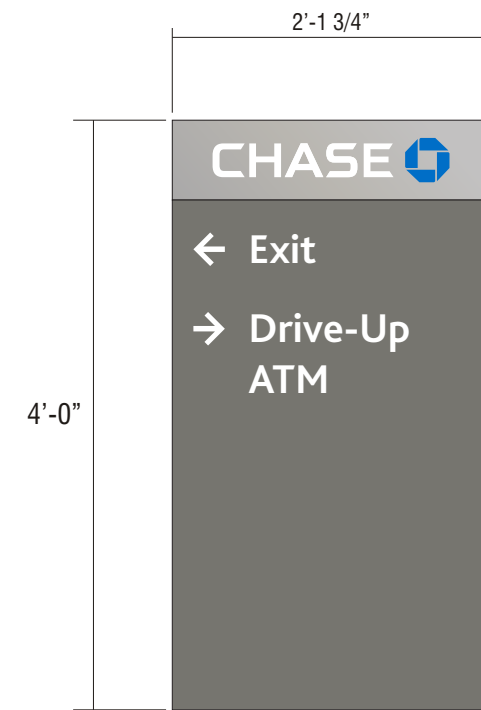 2’-1 3/4”
CHASE
← Exit
→ Drive-Up
ATM
4’-0”